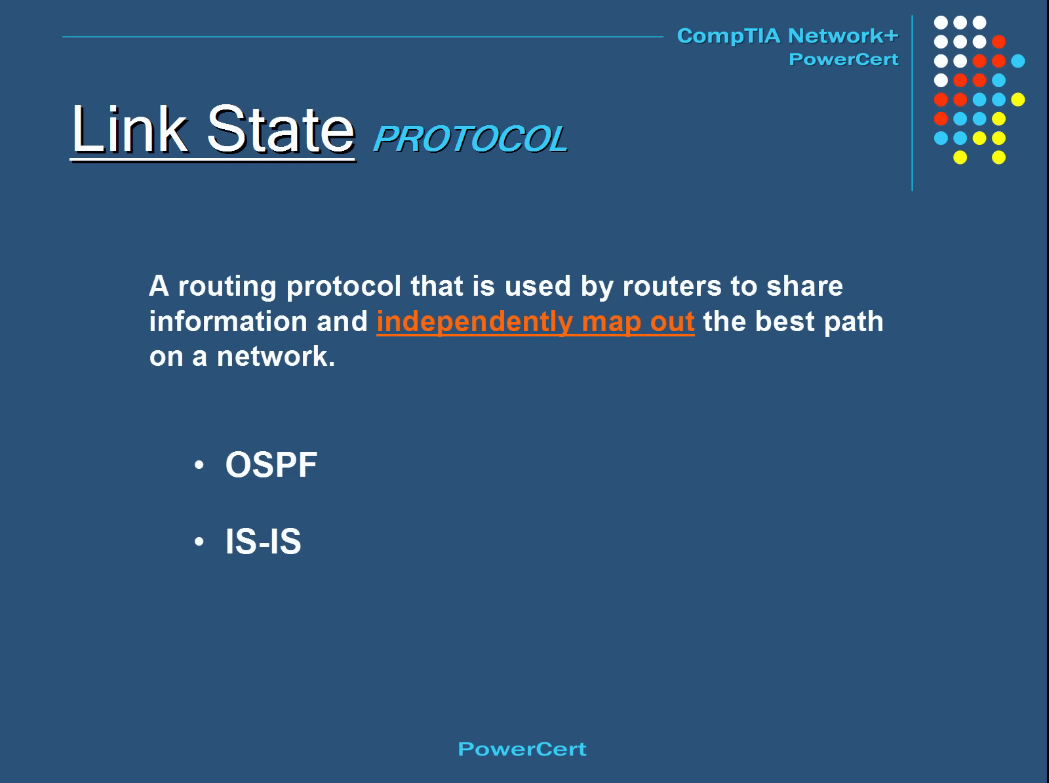 CompTIA Network+
PowerCert
Link State PROTOCOL
A routing protocol that is used by routers to share
information and independently map out the best path
on a network.
• OSPF
• IS-IS
PowerCert